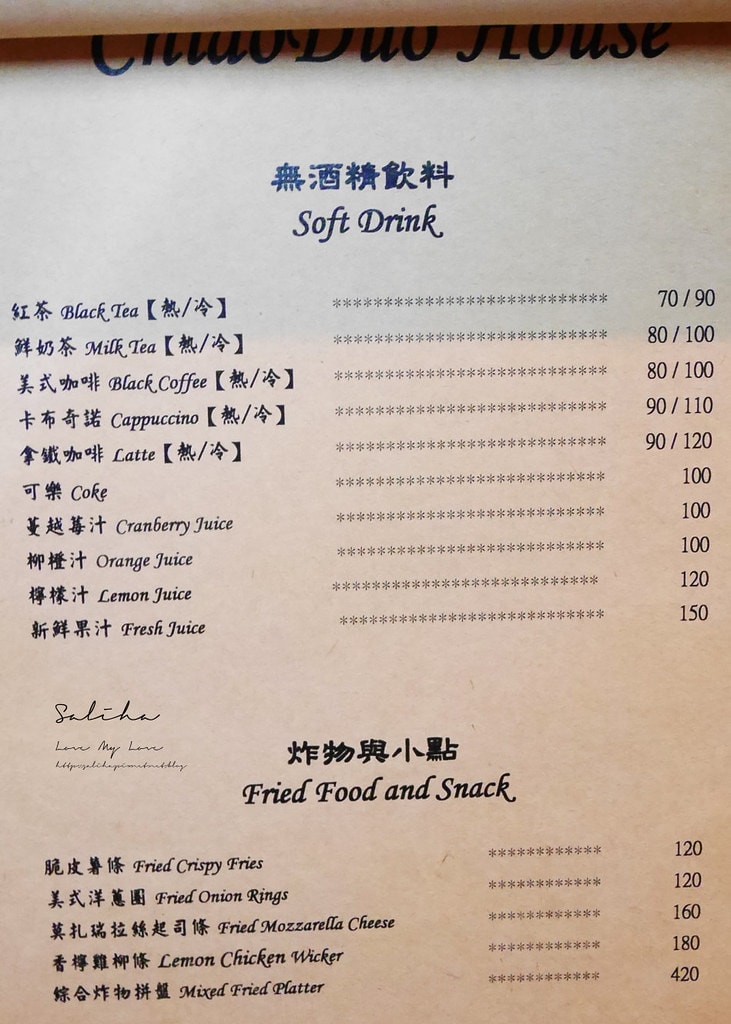 ChiaoDuo House
無酒精飲料
Soft Drink
紅茶 Black Tea【熱/冷】 *************************** 70 / 90
鮮奶茶 Milk Tea【熱/冷】 *************************** 80 / 100
美式咖啡 Black Coffee【熱/冷】 *************************** 80 / 100
卡布奇諾 Cappuccino【熱/冷】 *************************** 90 / 110
拿鐵咖啡 Latte【熱/冷】 *************************** 90 / 120
可樂 Coke *************************** 100
蔓越莓汁 Cranberry Juice *************************** 100
柳橙汁 Orange Juice *************************** 100
檸檬汁 Lemon Juice *************************** 120
新鮮果汁 Fresh Juice *************************** 150
Saliha
Love My Love
炸物與小點
Fried Food and Snack
脆皮薯條 Fried Crispy Fries ************ 120
美式洋蔥圈 Fried Onion Rings ************ 120
莫扎瑞拉絲起司條 Fried Mozzarella Cheese ************ 160
香檸雞柳條 Lemon Chicken Wicker ************ 180
綜合炸物拼盤 Mixed Fried Platter ************ 420